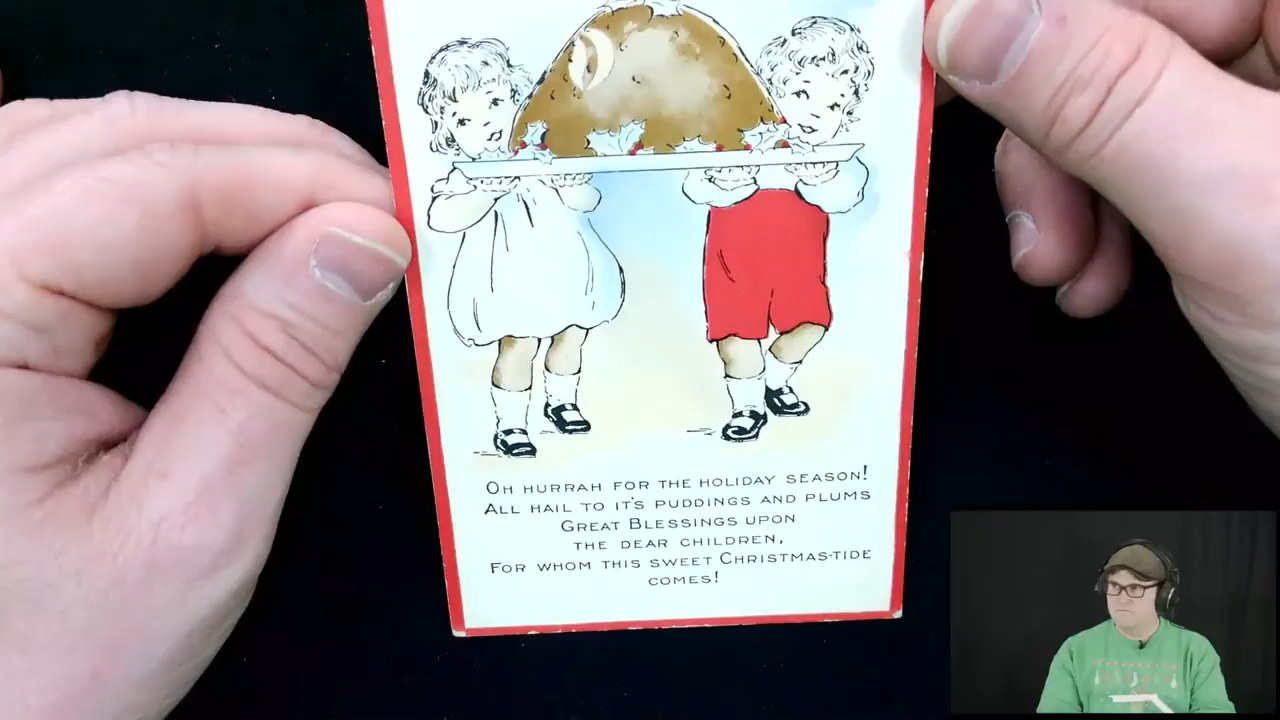 OH HURRAH FOR THE HOLIDAY SEASON!
ALL HAIL TO IT'S PUDDINGS AND PLUMS
GREAT BLESSINGS UPON
THE DEAR CHILDREN,
FOR WHOM THIS SWEET CHRISTMAS-TIDE
COMES!